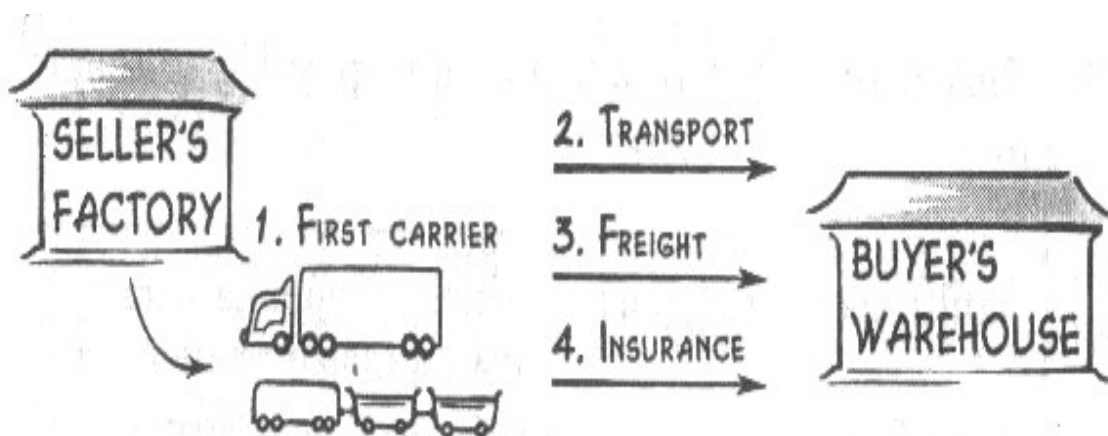 SELLER'S
FACTORY
1. FIRST CARRIER
2. TRANSPORT
3. FREIGHT
4. INSURANCE
BUYER'S
WAREHOUSE